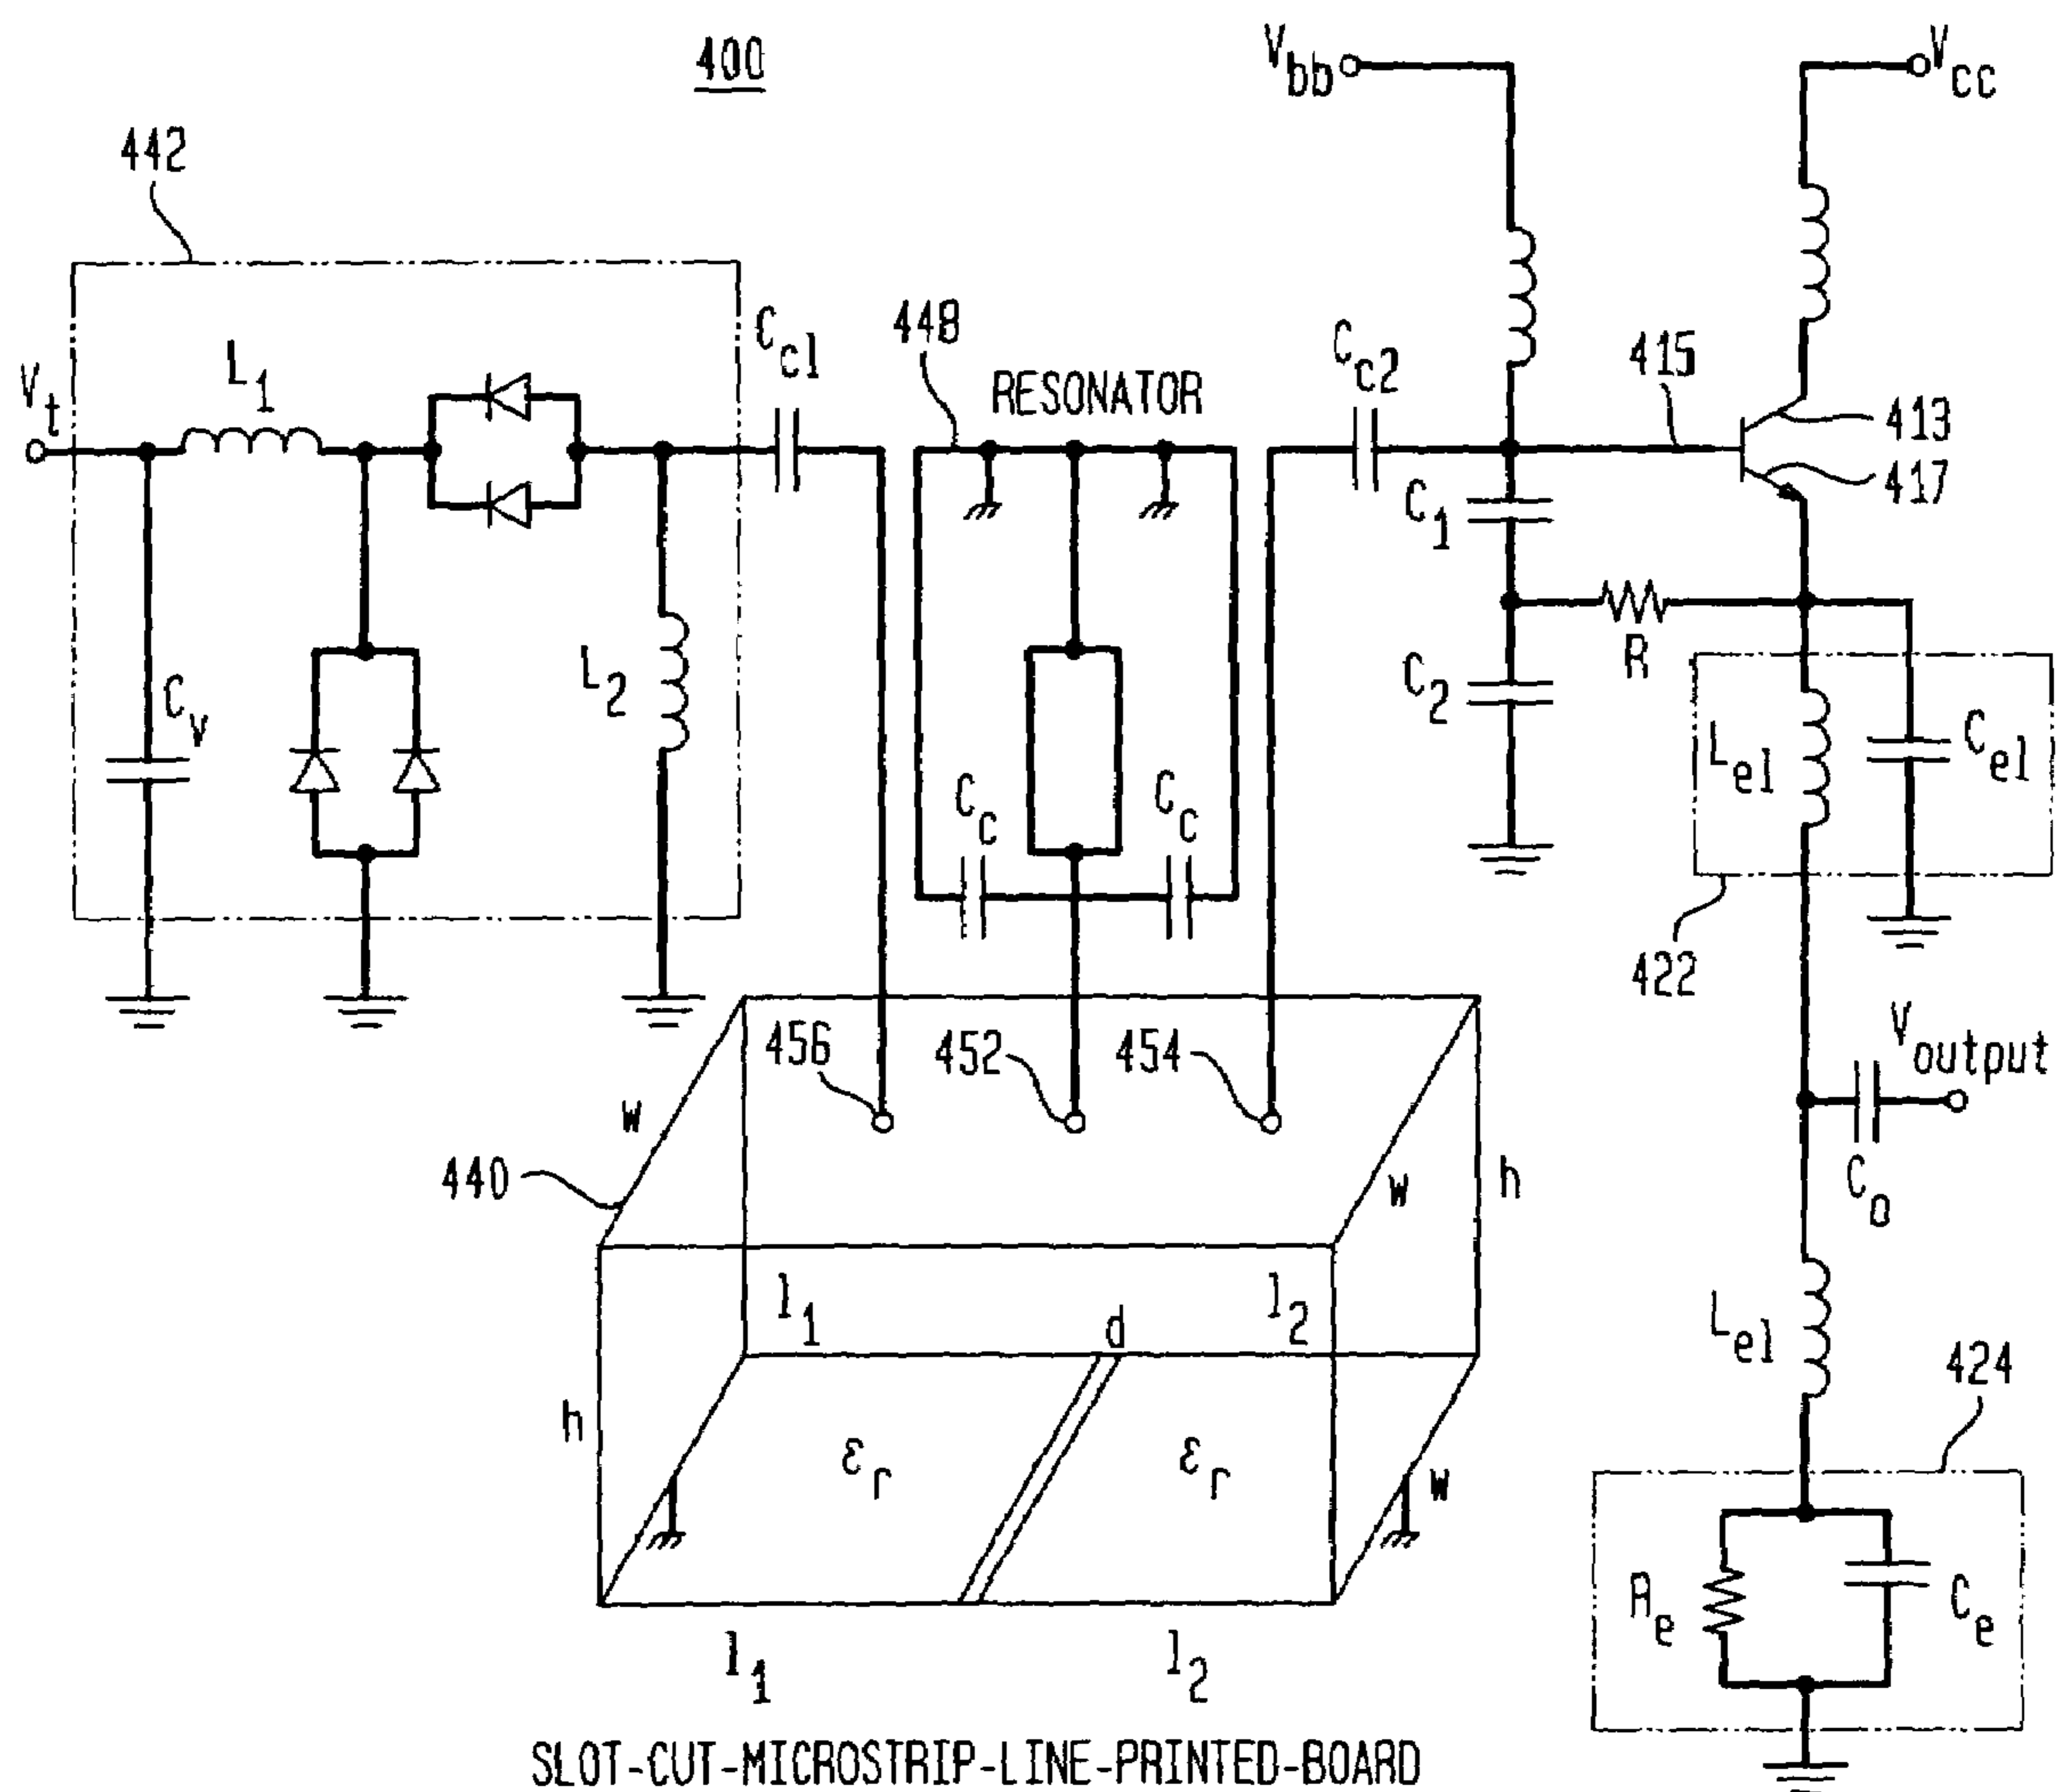 400
V_bb
V_cc
442
V_t
L_1
C_c1
448
RESONATOR
C_c2
415
413
417
C_1
C_v
L_2
C_c
C_c
C_2
R
L_e1
C_e1
422
456
452
454
V_output
C_o
440
w
w
h
l_1
d
l_2
L_e1
h
ε_r
ε_r
w
424
R_e
C_e
l_1
l_2
SLOT-CUT-MICROSTRIP-LINE-PRINTED-BOARD